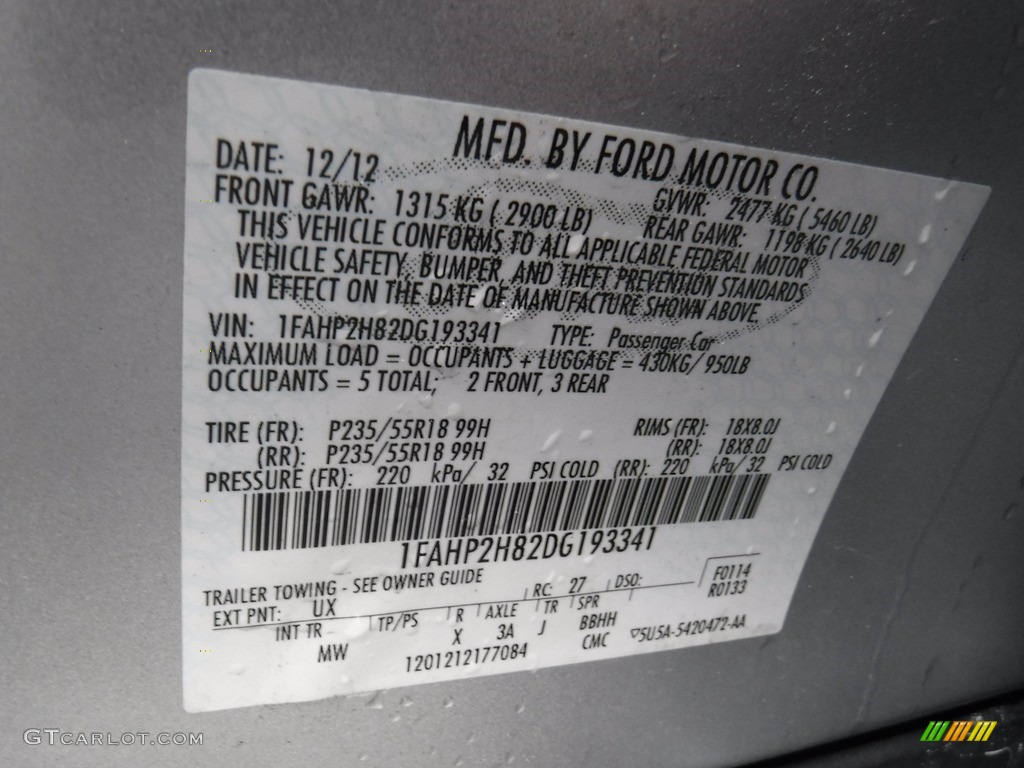 MFD. BY FORD MOTOR CO.
DATE: 12/12 GVWR: 2477 KG ( 5460 LB)
FRONT GAWR: 1315 KG ( 2900 LB) REAR GAWR: 1198 KG ( 2640 LB)
THIS VEHICLE CONFORMS TO ALL APPLICABLE FEDERAL MOTOR
VEHICLE SAFETY, BUMPER, AND THEFT PREVENTION STANDARDS
IN EFFECT ON THE DATE OF MANUFACTURE SHOWN ABOVE.
VIN: 1FAHP2H82DG193341 TYPE: Passenger Car
MAXIMUM LOAD = OCCUPANTS + LUGGAGE = 430KG/ 950LB
OCCUPANTS = 5 TOTAL; 2 FRONT, 3 REAR
TIRE (FR): P235/55R18 99H RIMS (FR): 18X8.0J
(RR): P235/55R18 99H (RR): 18X8.0J
PRESSURE (FR): 220 kPa/ 32 PSI COLD (RR): 220 kPa/ 32 PSI COLD
1FAHP2H82DG193341
TRAILER TOWING - SEE OWNER GUIDE F0114
EXT PNT: UX RC: 27 DSO: R0133
INT TR TP/PS R AXLE TR SPR
MW X 3A J BBHH
1201212177084 CMC 5U5A-5420472-AA
GTCARLOT.COM